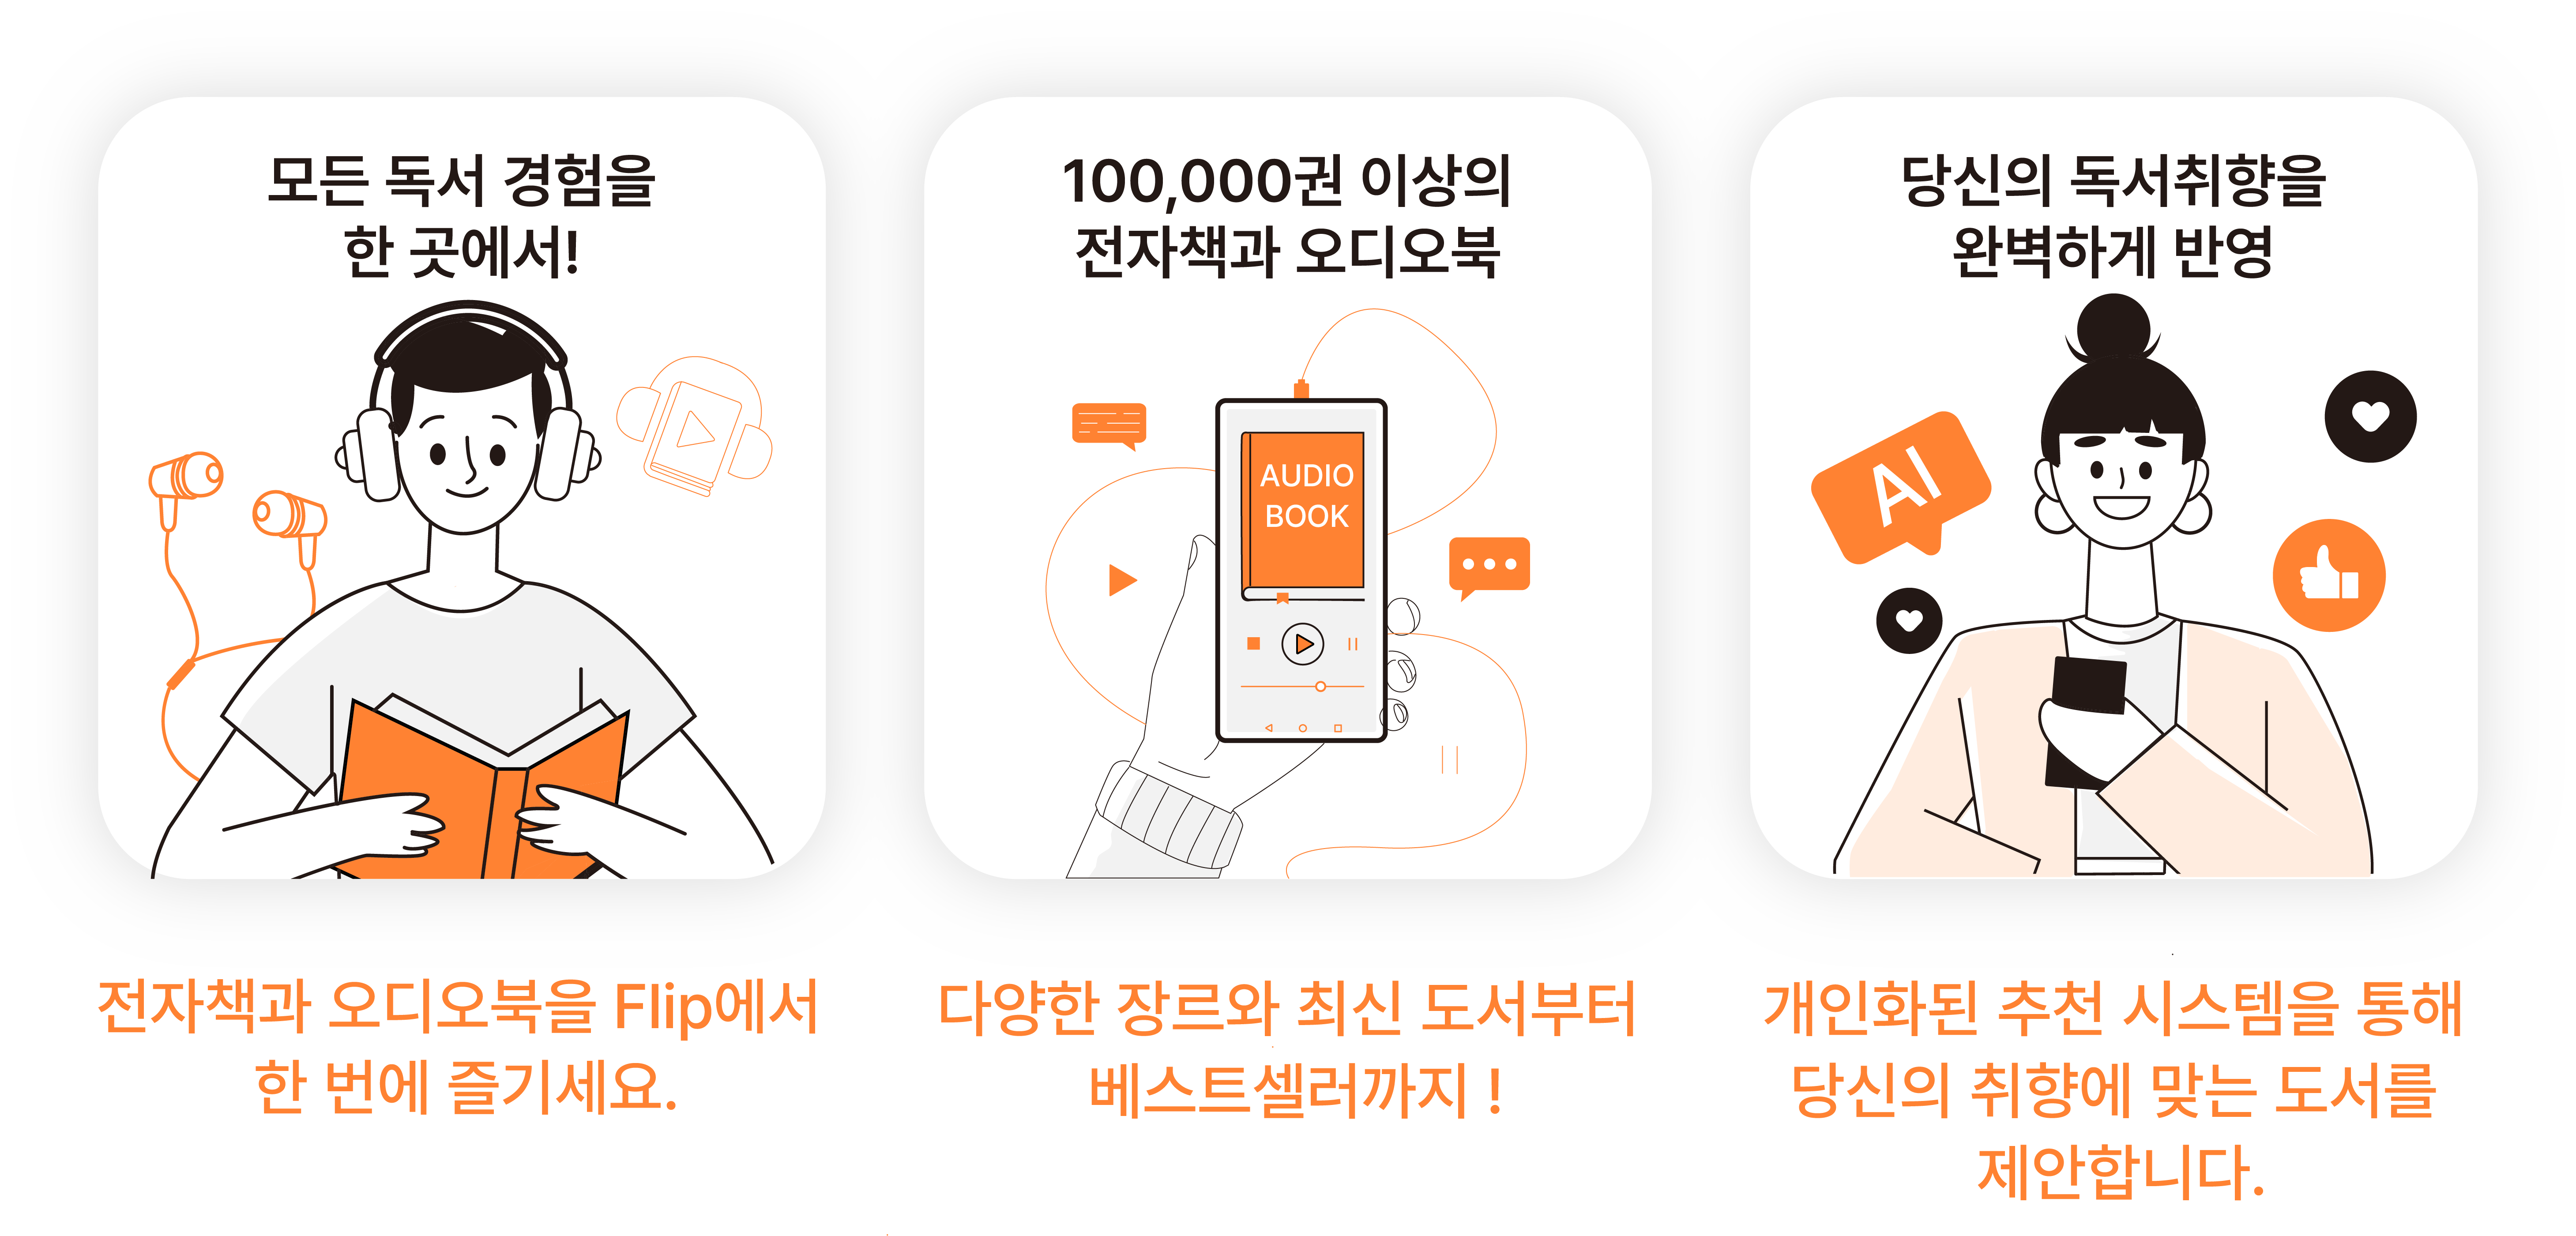 모든 독서 경험을
한 곳에서!
전자책과 오디오북을 Flip에서
한 번에 즐기세요.
100,000권 이상의
전자책과 오디오북
AUDIO
BOOK
다양한 장르와 최신 도서부터
베스트셀러까지 !
당신의 독서취향을
완벽하게 반영
AI
개인화된 추천 시스템을 통해
당신의 취향에 맞는 도서를
제안합니다.